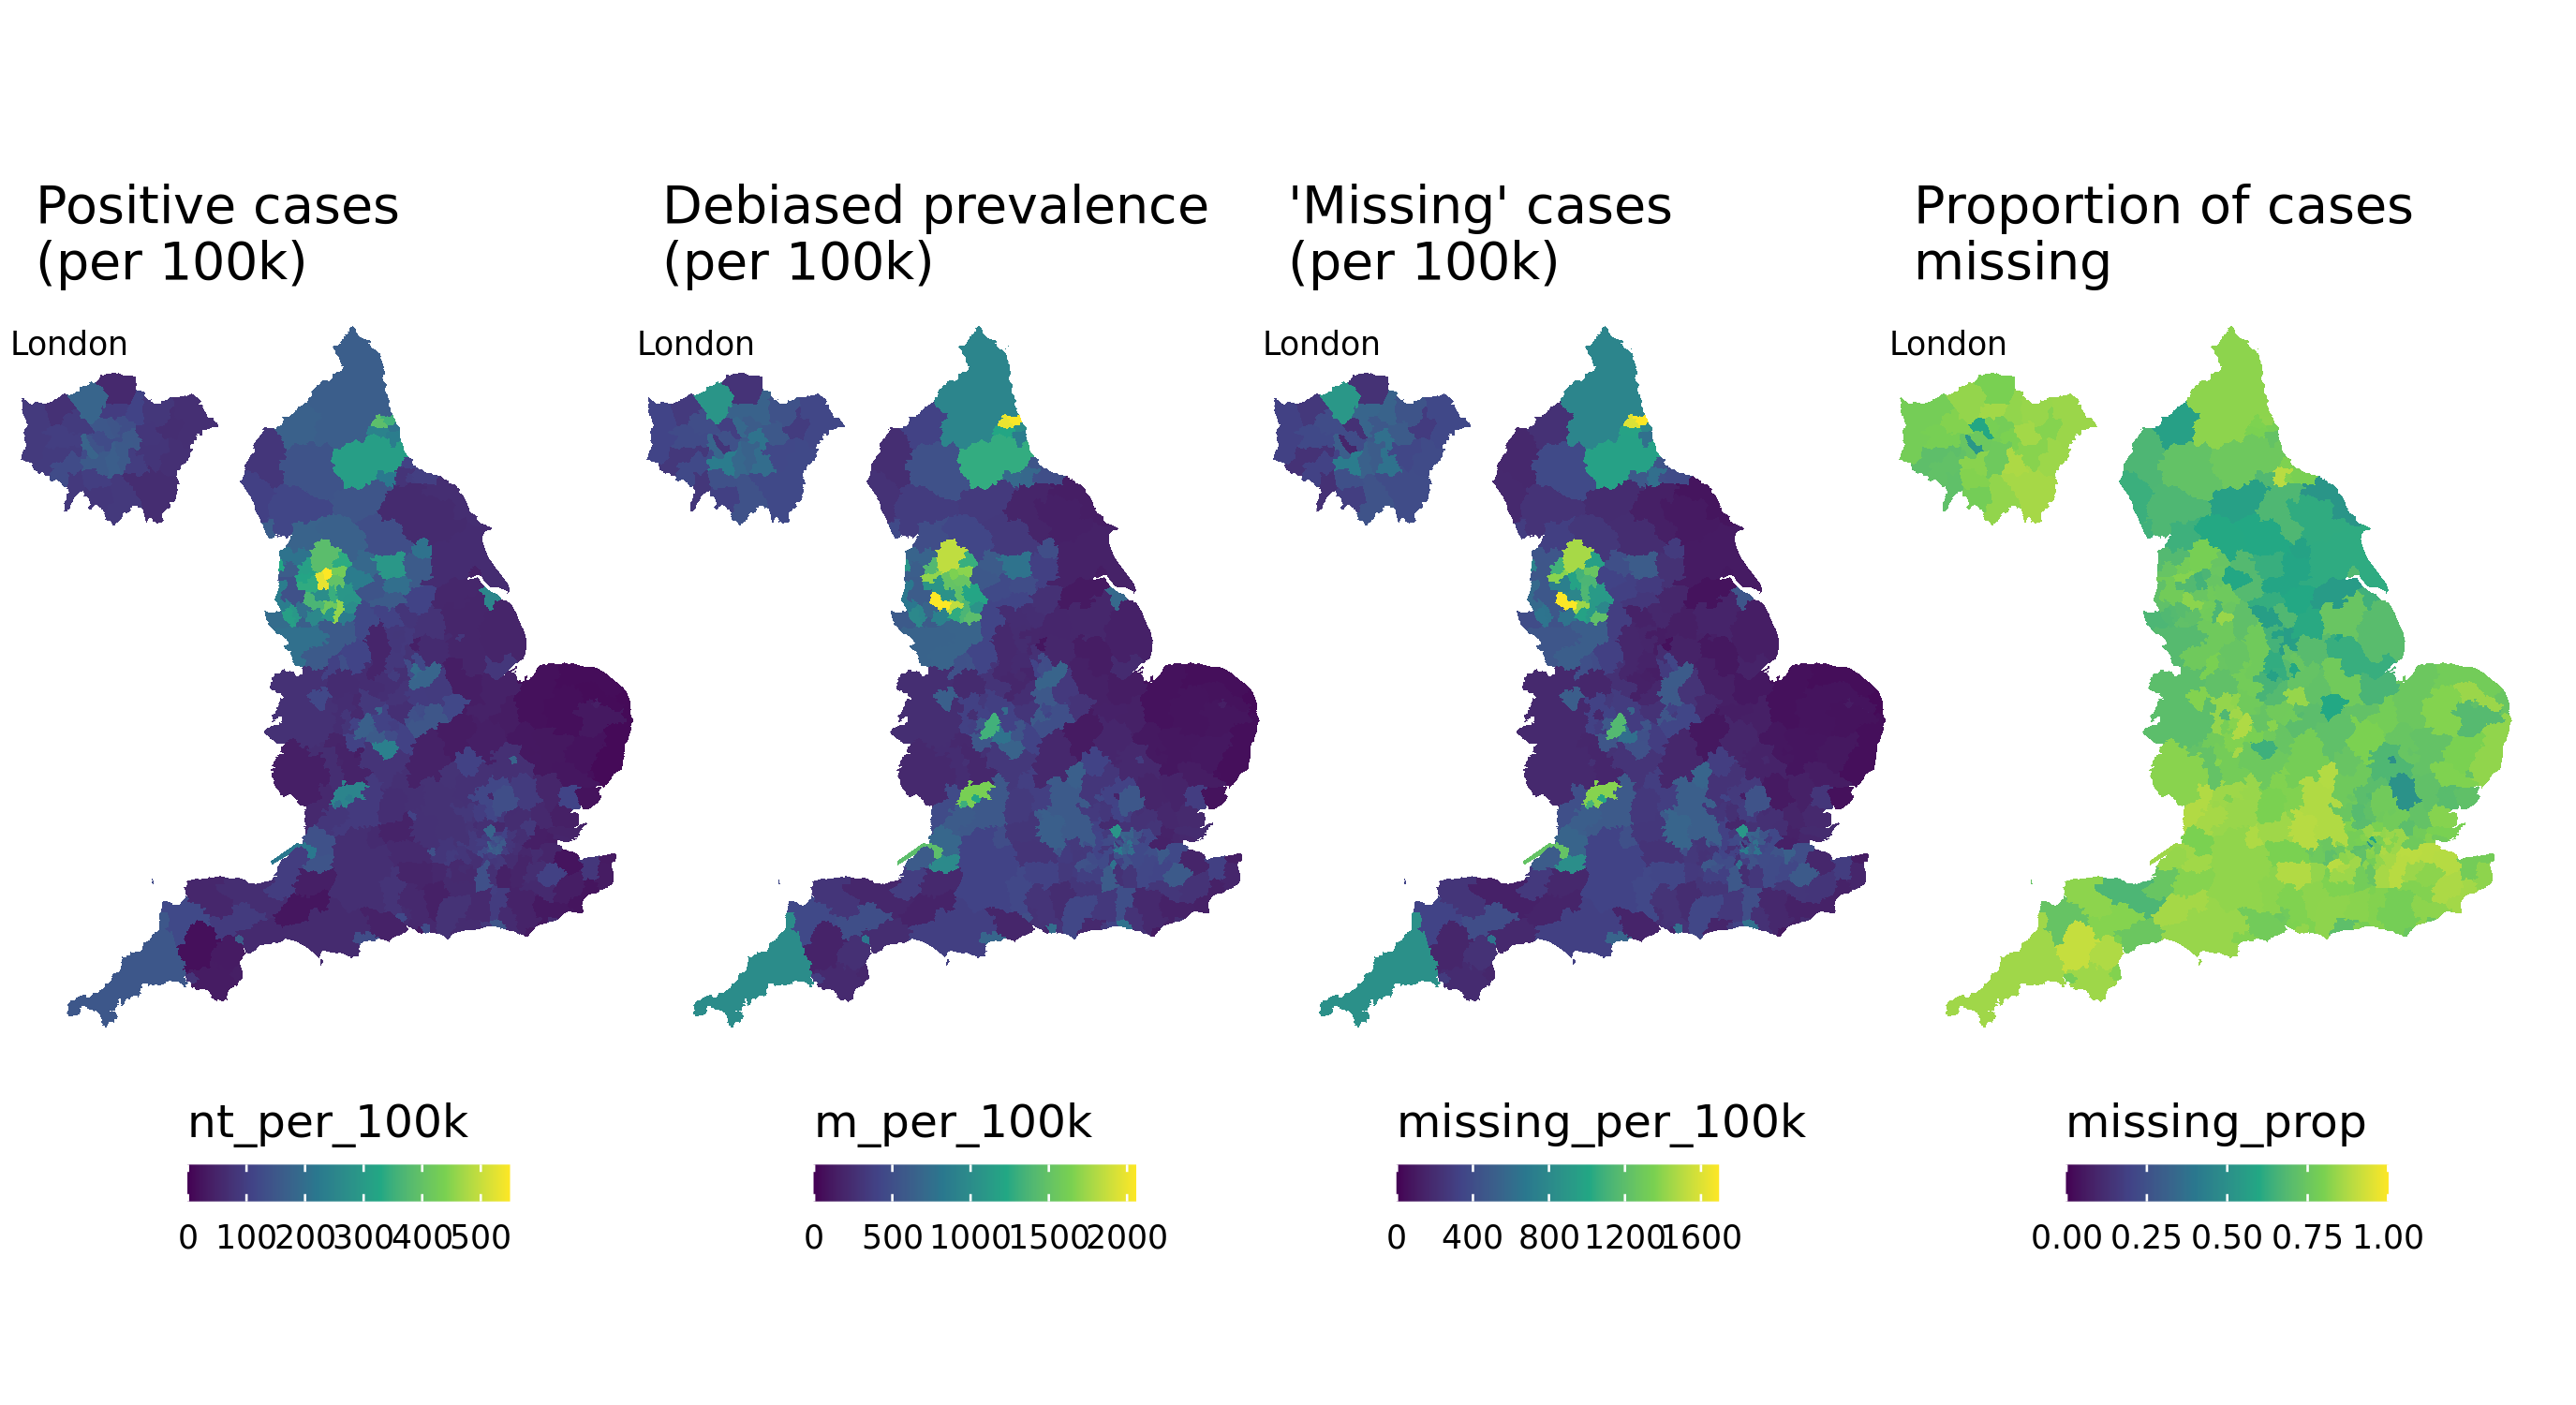 Positive cases
(per 100k)
Debiased prevalence
(per 100k)
'Missing' cases
(per 100k)
Proportion of cases
missing
London
London
London
London
nt_per_100k
0 100 200 300 400 500
m_per_100k
0 500 1000 1500 2000
missing_per_100k
0 400 800 1200 1600
missing_prop
0.00 0.25 0.50 0.75 1.00